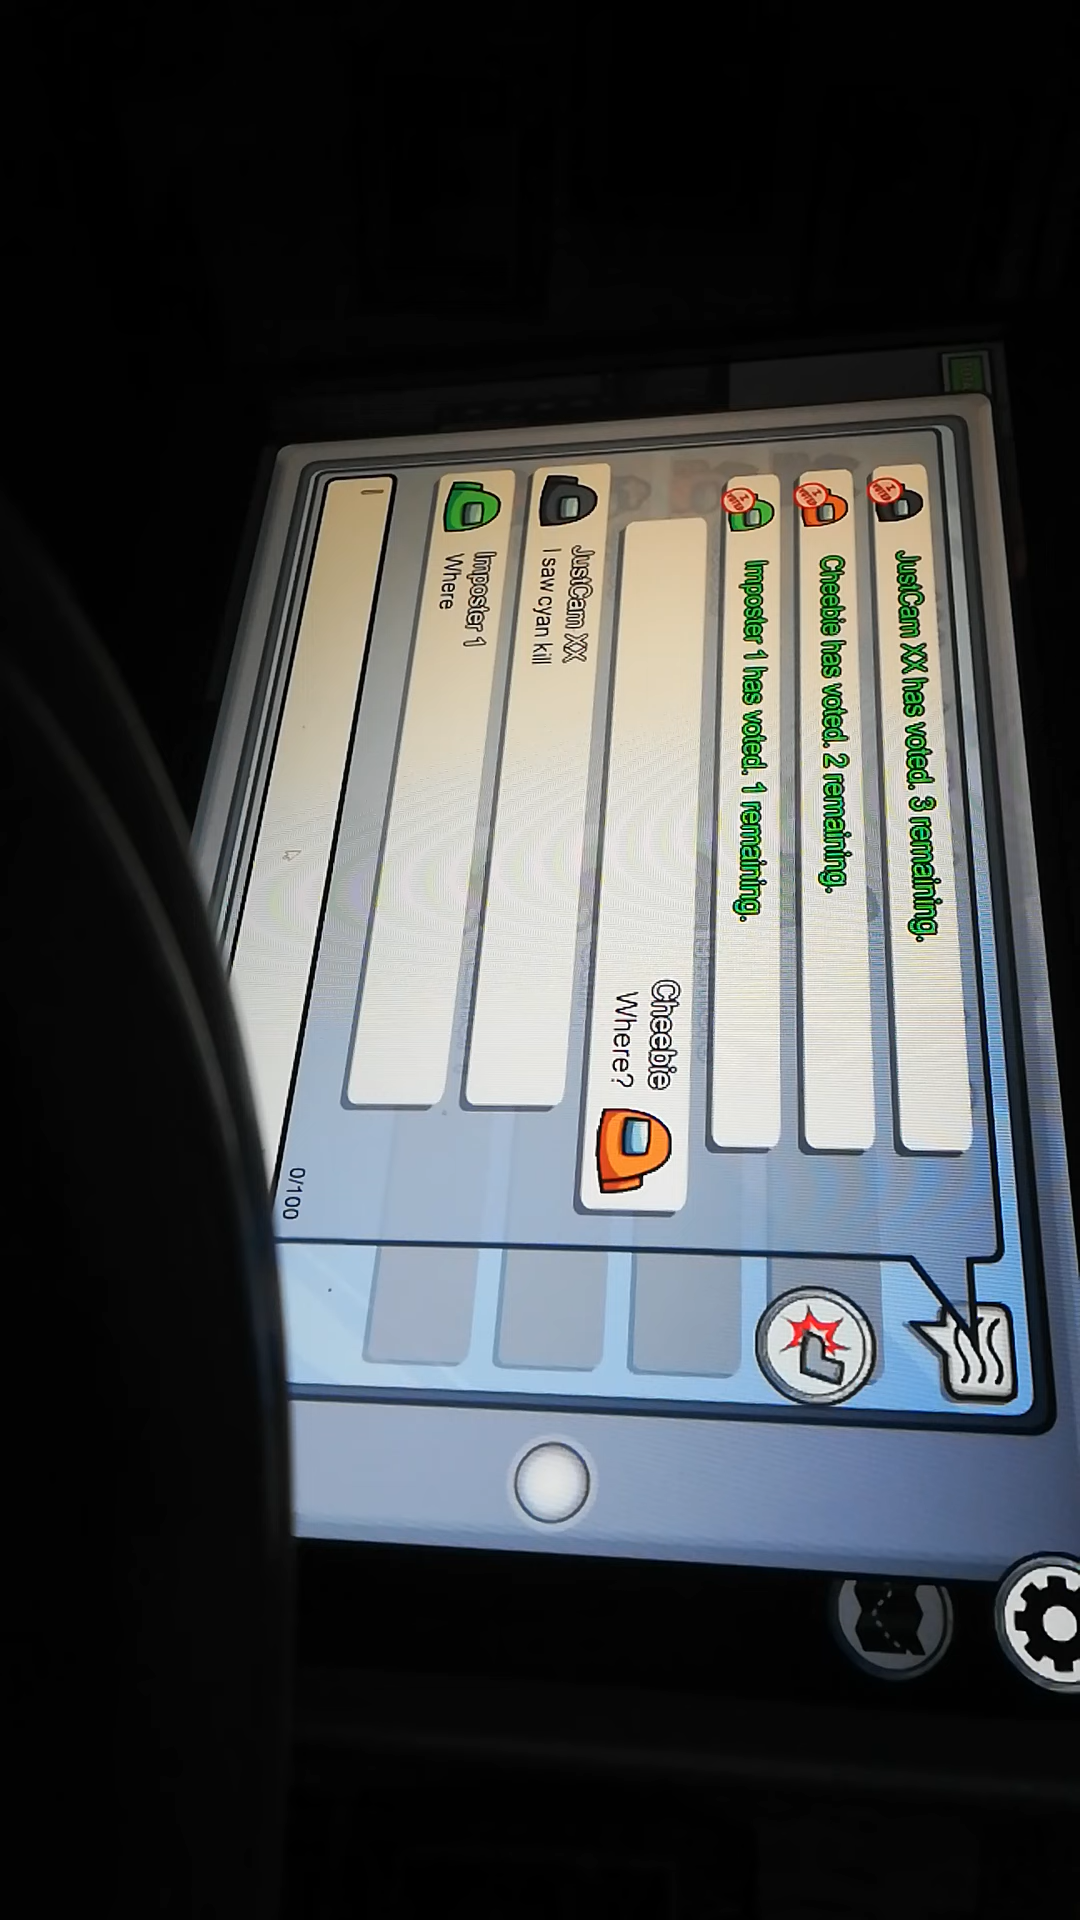 JustCam XX has voted. 3 remaining.
Cheebie has voted. 2 remaining.
Imposter 1 has voted. 1 remaining.
Cheebie
Where?
JustCam XX
I saw cyan kill
Imposter 1
Where
0/100